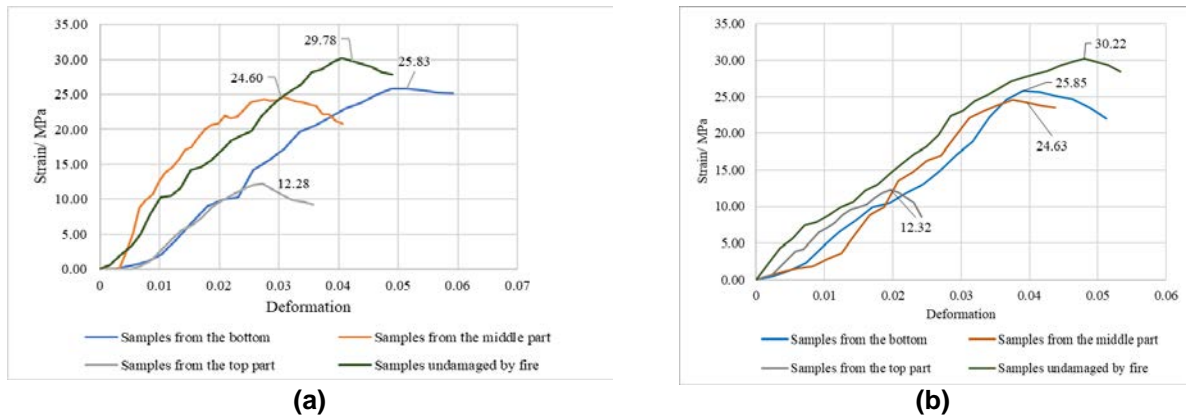 35.00
30.00
25.00
20.00
15.00
10.00
5.00
0.00
Strain/ MPa
29.78
24.60
25.83
12.28
0 0.01 0.02 0.03 0.04 0.05 0.06 0.07
Deformation
Samples from the bottom Samples from the middle part
Samples from the top part Samples undamaged by fire
(a)
35.00
30.00
25.00
20.00
15.00
10.00
5.00
0.00
Strain/ MPa
30.22
25.85
24.63
12.32
0 0.01 0.02 0.03 0.04 0.05 0.06
Deformation
Samples from the bottom Samples from the middle part
Samples from the top part Samples undamaged by fire
(b)